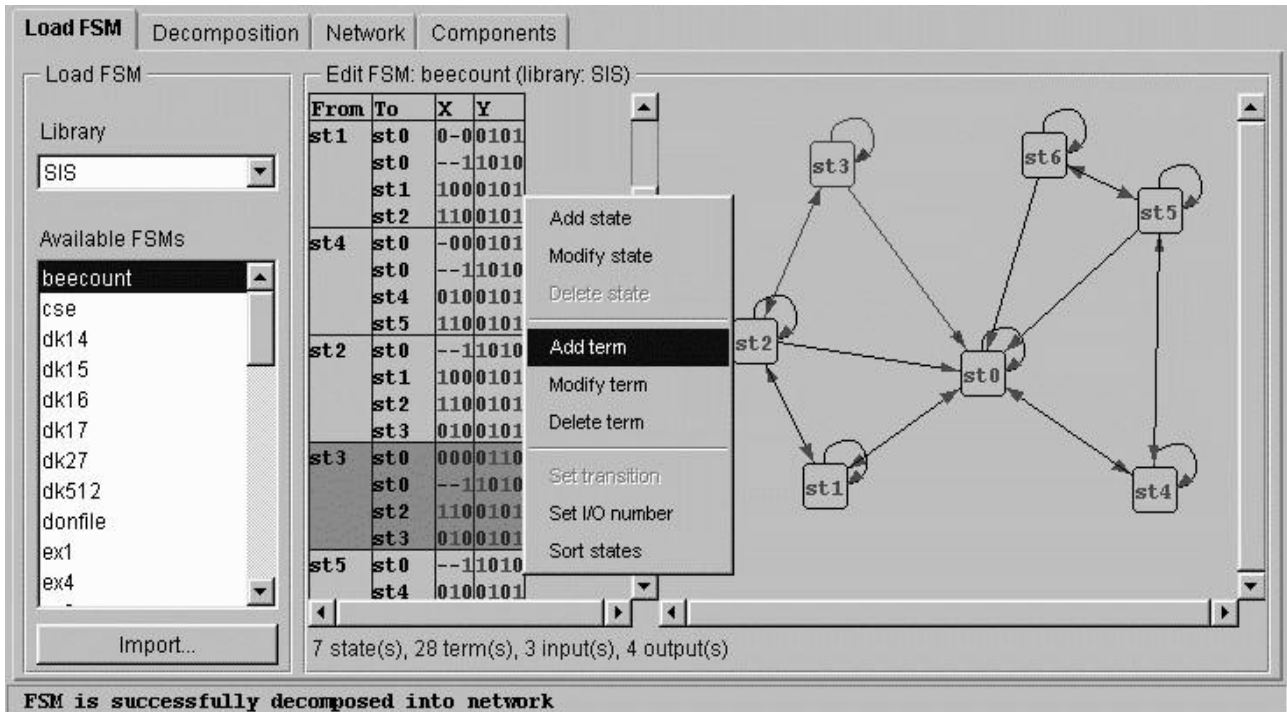 Load FSM Decomposition Network Components
Load FSM
Library
SIS
Available FSMs
beecount
cse
dk14
dk15
dk16
dk17
dk27
dk512
donfile
ex1
ex4
Import...
Edit FSM: beecount (library: SIS)
From To X Y
st1 st0 0-0 0101
st0 --1 1010
st1 100 0101
st2 110 0101
st4 st0 -00 0101
st0 --1 1010
st4 010 0101
st5 110 0101
st2 st0 --1 1010
st1 100 0101
st2 110 0101
st3 010 0101
st3 st0 000 0110
st0 --1 1010
st2 110 0101
st3 010 0101
st5 st0 --1 1010
st4 010 0101
Add state
Modify state
Delete state
Add term
Modify term
Delete term
Set transition
Set I/O number
Sort states
st3
st6
st5
st2
st0
st1
st4
7 state(s), 28 term(s), 3 input(s), 4 output(s)
FSM is successfully decomposed into network